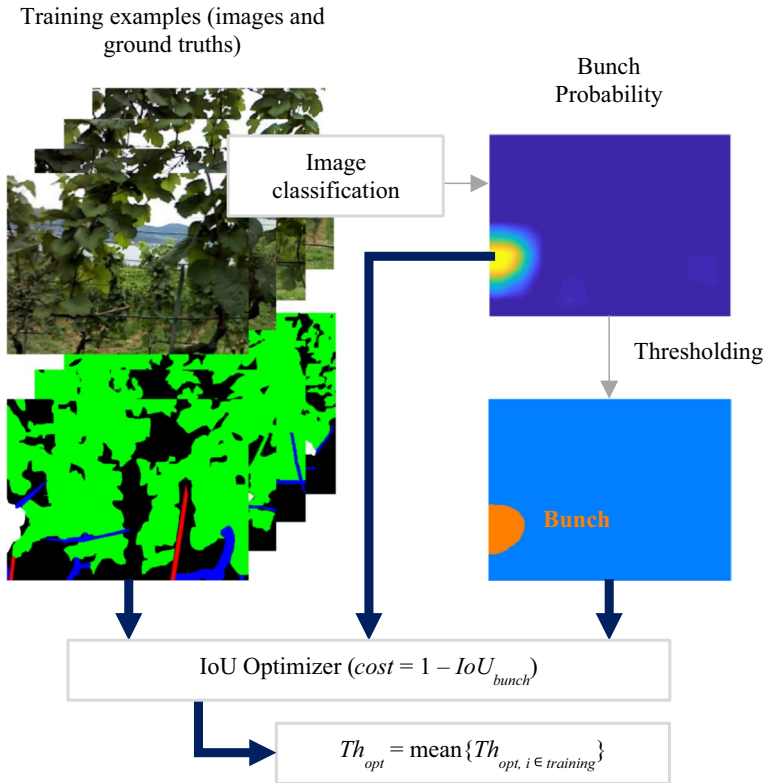 Training examples (images and
ground truths)
Bunch
Probability
Image
classification
Thresholding
Bunch
IoU Optimizer (cost = 1 – IoU_bunch)
Th_opt = mean{Th_opt, i ∈ training}